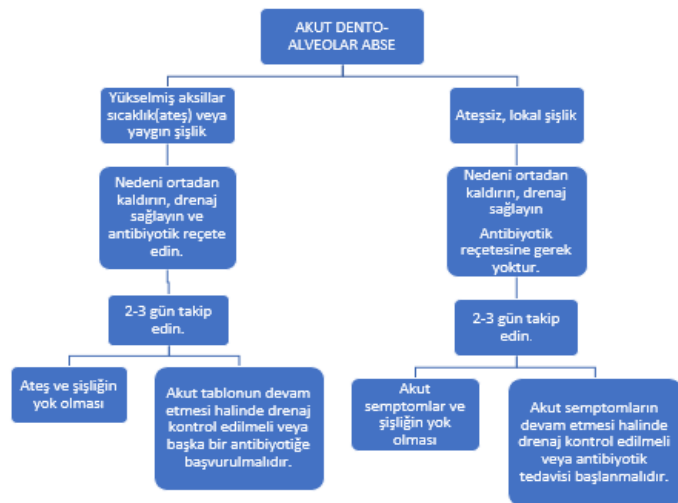 AKUT DENTO-
ALVEOLAR ABSE
Yükselmiş aksillar
sıcaklık(ateş) veya
yaygın şişlik
Ateşsiz, lokal şişlik
Nedeni ortadan
kaldırın, drenaj
sağlayın ve
antibiyotik reçete
edin.
Nedeni ortadan
kaldırın, drenaj
sağlayın
Antibiyotik
reçetesine gerek
yoktur.
2-3 gün takip
edin.
2-3 gün takip
edin.
Ateş ve şişliğin
yok olması
Akut tablonun devam
etmesi halinde drenaj
kontrol edilmeli veya
başka bir antibiyotiğe
başvurulmalıdır.
Akut
semptomlar ve
şişliğin yok
olması
Akut semptomların
devam etmesi halinde
drenaj kontrol edilmeli
veya antibiyotik
tedavisi başlanmalıdır.